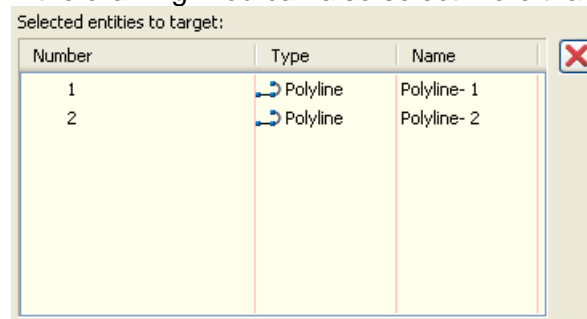 Selected entities to target:
Number Type Name
1 Polyline Polyline- 1
2 Polyline Polyline- 2